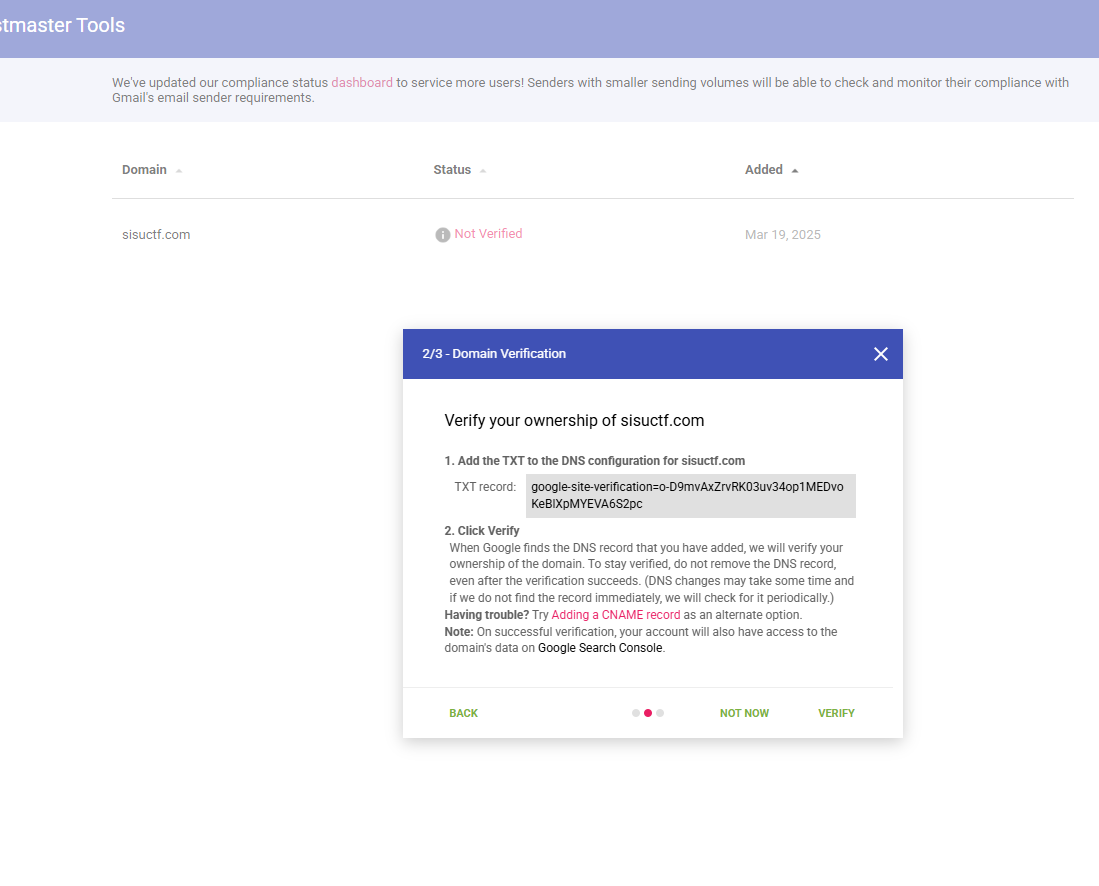 stmaster Tools
We've updated our compliance status dashboard to service more users! Senders with smaller sending volumes will be able to check and monitor their compliance with
Gmail's email sender requirements.
Domain Status Added
sisuctf.com Not Verified Mar 19, 2025
2/3 - Domain Verification
Verify your ownership of sisuctf.com
1. Add the TXT to the DNS configuration for sisuctf.com
TXT record: google-site-verification=o-D9mvAxZrvRK03uv34op1MEDvo
KeBlXpMYEVA6S2pc
2. Click Verify
When Google finds the DNS record that you have added, we will verify your
ownership of the domain. To stay verified, do not remove the DNS record,
even after the verification succeeds. (DNS changes may take some time and
if we do not find the record immediately, we will check for it periodically.)
Having trouble? Try Adding a CNAME record as an alternate option.
Note: On successful verification, your account will also have access to the
domain's data on Google Search Console.
BACK NOT NOW VERIFY